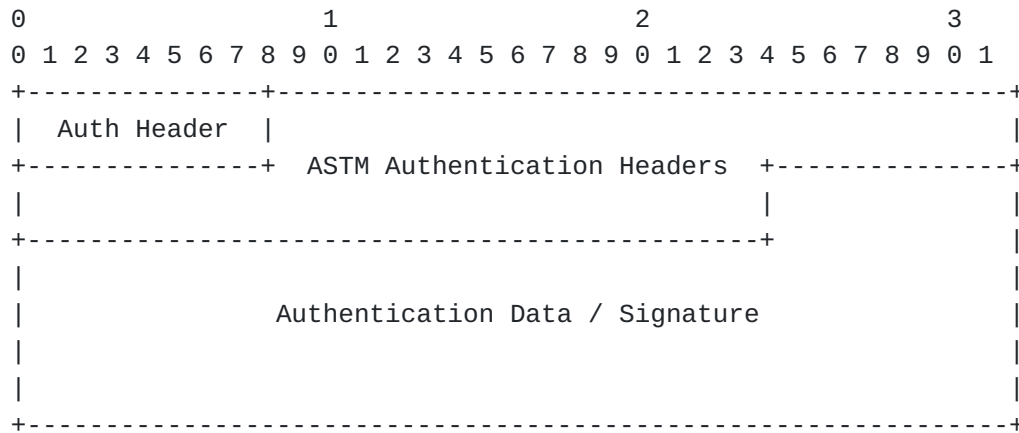 0                   1                   2                   3
0 1 2 3 4 5 6 7 8 9 0 1 2 3 4 5 6 7 8 9 0 1 2 3 4 5 6 7 8 9 0 1
+---------------+-----------------------------------------------+
|  Auth Header  |                                               |
+---------------+  ASTM Authentication Headers  +---------------+
|                                               |               |
+-----------------------------------------------+               |
|                                                               |
|                Authentication Data / Signature                |
|                                                               |
|                                                               |
+---------------------------------------------------------------+